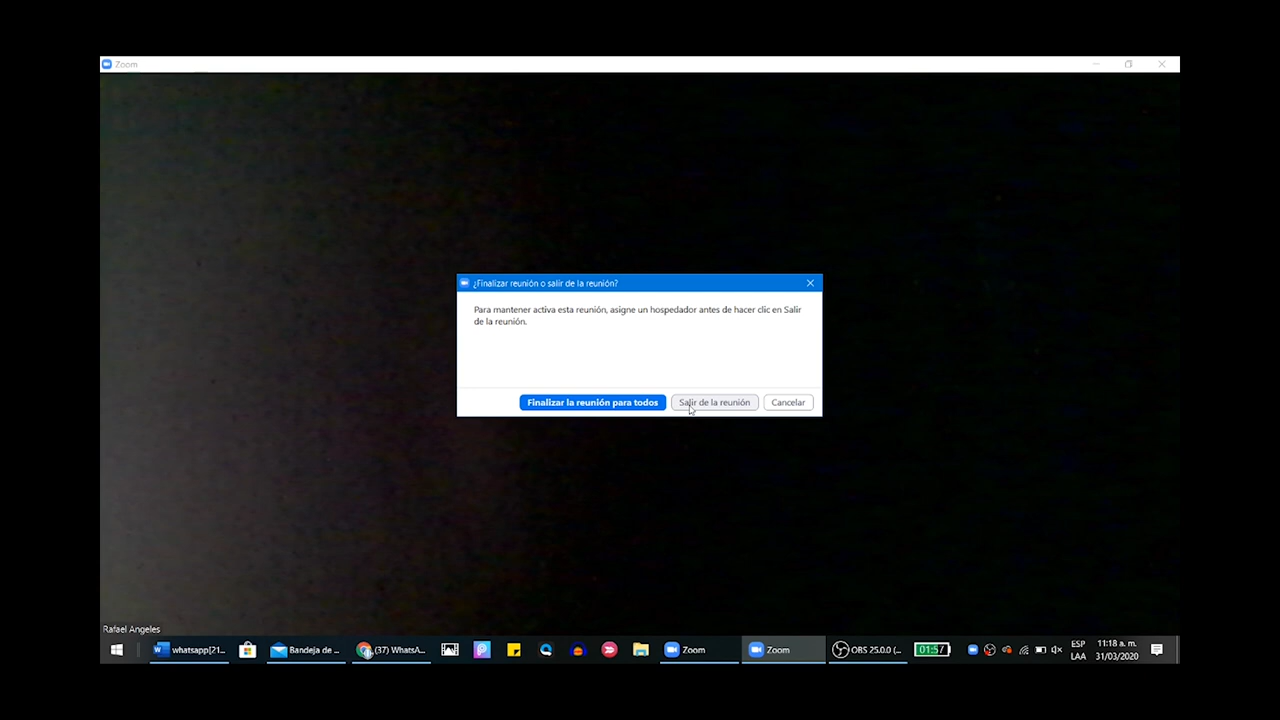 Zoom
¿Finalizar reunión o salir de la reunión?
Para mantener activa esta reunión, asigne un hospedador antes de hacer clic en Salir
de la reunión.
Finalizar la reunión para todos
Salir de la reunión
Cancelar
Rafael Angeles
whatsapp[21...
Bandeja de ...
(37) WhatsA...
Zoom
Zoom
OBS 25.0.0 (...
01:57
ESP
LAA
11:18 a. m.
31/03/2020